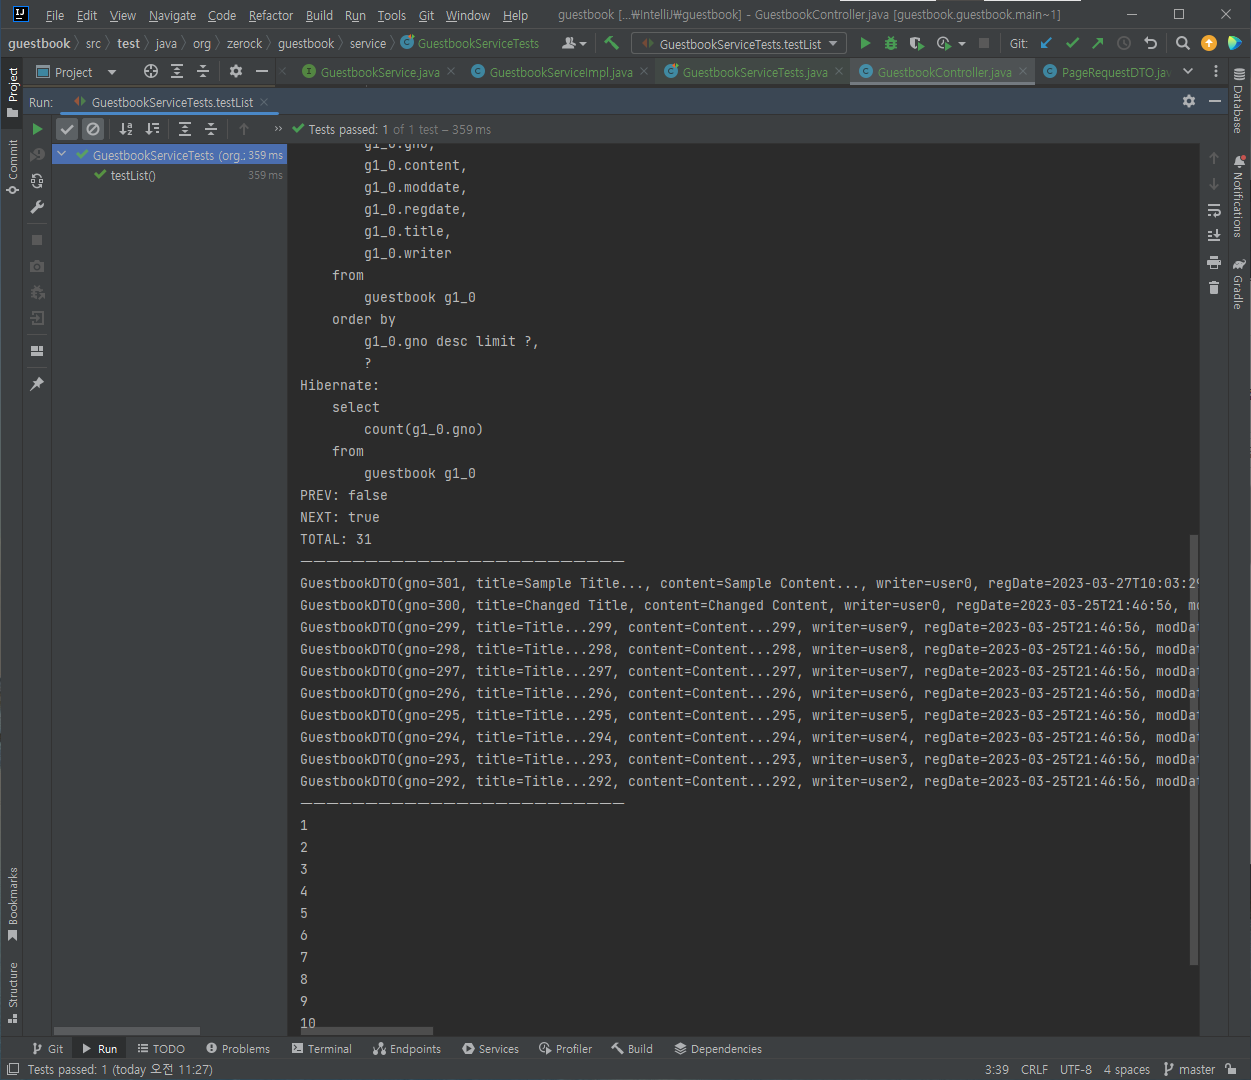 File Edit View Navigate Code Refactor Build Run Tools Git Window Help guestbook [...₩IntelliJ₩guestbook] - GuestbookController.java [guestbook.guestbook.main~1]
guestbook src test java org zerock guestbook service GuestbookServiceTests GuestbookServiceTests.testList Git:
Project GuestbookService.java GuestbookServiceImpl.java GuestbookServiceTests.java GuestbookController.java PageRequestDTO.java
Run: GuestbookServiceTests.testList
Tests passed: 1 of 1 test – 359 ms
GuestbookServiceTests (org.: 359 ms
testList() 359 ms
g1_0.gno,
g1_0.content,
g1_0.moddate,
g1_0.regdate,
g1_0.title,
g1_0.writer
from
guestbook g1_0
order by
g1_0.gno desc limit ?,
?
Hibernate:
select
count(g1_0.gno)
from
guestbook g1_0
PREV: false
NEXT: true
TOTAL: 31
—————————————————————————
GuestbookDTO(gno=301, title=Sample Title..., content=Sample Content..., writer=user0, regDate=2023-03-27T10:03:29
GuestbookDTO(gno=300, title=Changed Title, content=Changed Content, writer=user0, regDate=2023-03-25T21:46:56, mo
GuestbookDTO(gno=299, title=Title...299, content=Content...299, writer=user9, regDate=2023-03-25T21:46:56, modDat
GuestbookDTO(gno=298, title=Title...298, content=Content...298, writer=user8, regDate=2023-03-25T21:46:56, modDat
GuestbookDTO(gno=297, title=Title...297, content=Content...297, writer=user7, regDate=2023-03-25T21:46:56, modDat
GuestbookDTO(gno=296, title=Title...296, content=Content...296, writer=user6, regDate=2023-03-25T21:46:56, modDat
GuestbookDTO(gno=295, title=Title...295, content=Content...295, writer=user5, regDate=2023-03-25T21:46:56, modDat
GuestbookDTO(gno=294, title=Title...294, content=Content...294, writer=user4, regDate=2023-03-25T21:46:56, modDat
GuestbookDTO(gno=293, title=Title...293, content=Content...293, writer=user3, regDate=2023-03-25T21:46:56, modDat
GuestbookDTO(gno=292, title=Title...292, content=Content...292, writer=user2, regDate=2023-03-25T21:46:56, modDat
—————————————————————————
1
2
3
4
5
6
7
8
9
10
Project
Commit
Bookmarks
Structure
Database
Notifications
Gradle
Git Run TODO Problems Terminal Endpoints Services Profiler Build Dependencies
Tests passed: 1 (today 오전 11:27) 3:39 CRLF UTF-8 4 spaces master